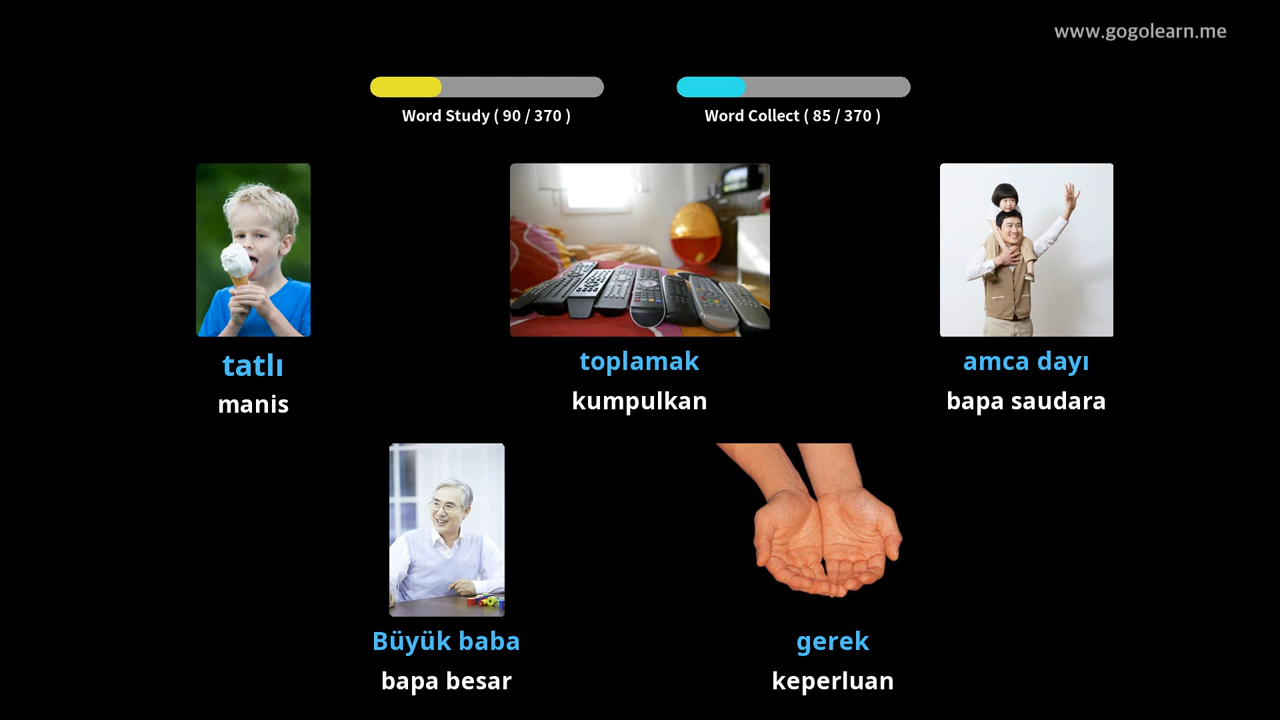 www.gogolearn.me
Word Study ( 90 / 370 )
Word Collect ( 85 / 370 )
tatlı
manis
toplamak
kumpulkan
amca dayı
bapa saudara
Büyük baba
bapa besar
gerek
keperluan